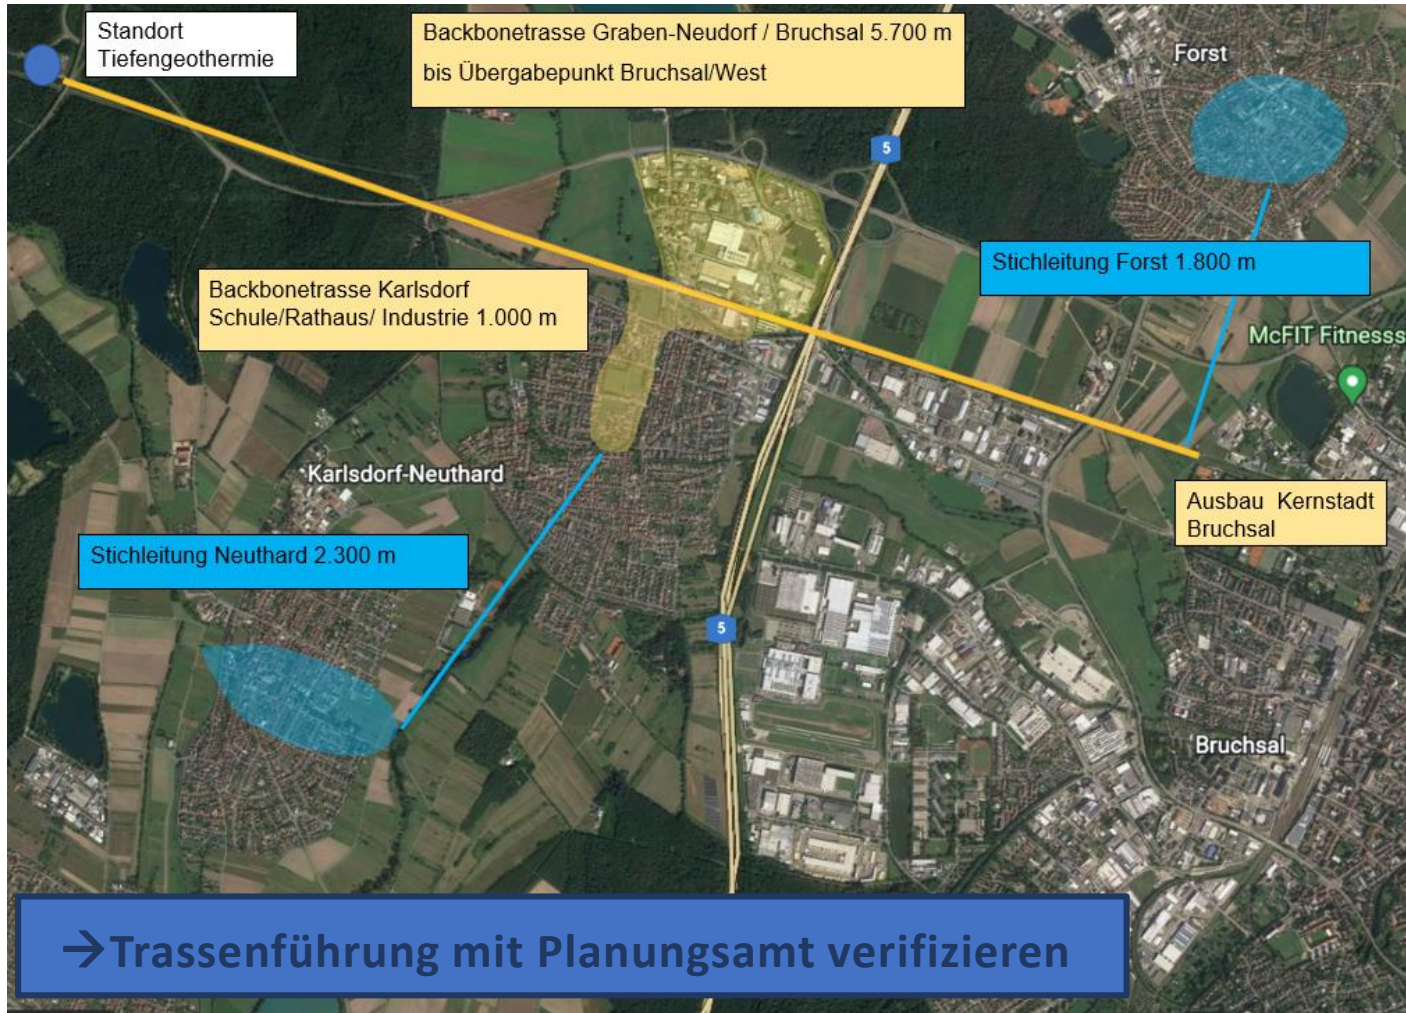 Standort
Tiefengeothermie
Backbonetrasse Graben-Neudorf / Bruchsal 5.700 m
bis Übergabepunkt Bruchsal/West
Forst
5
Stichleitung Forst 1.800 m
Backbonetrasse Karlsdorf
Schule/Rathaus/ Industrie 1.000 m
McFIT Fitnesss
Karlsdorf-Neuthard
Ausbau Kernstadt
Bruchsal
Stichleitung Neuthard 2.300 m
5
Bruchsal
→Trassenführung mit Planungsamt verifizieren